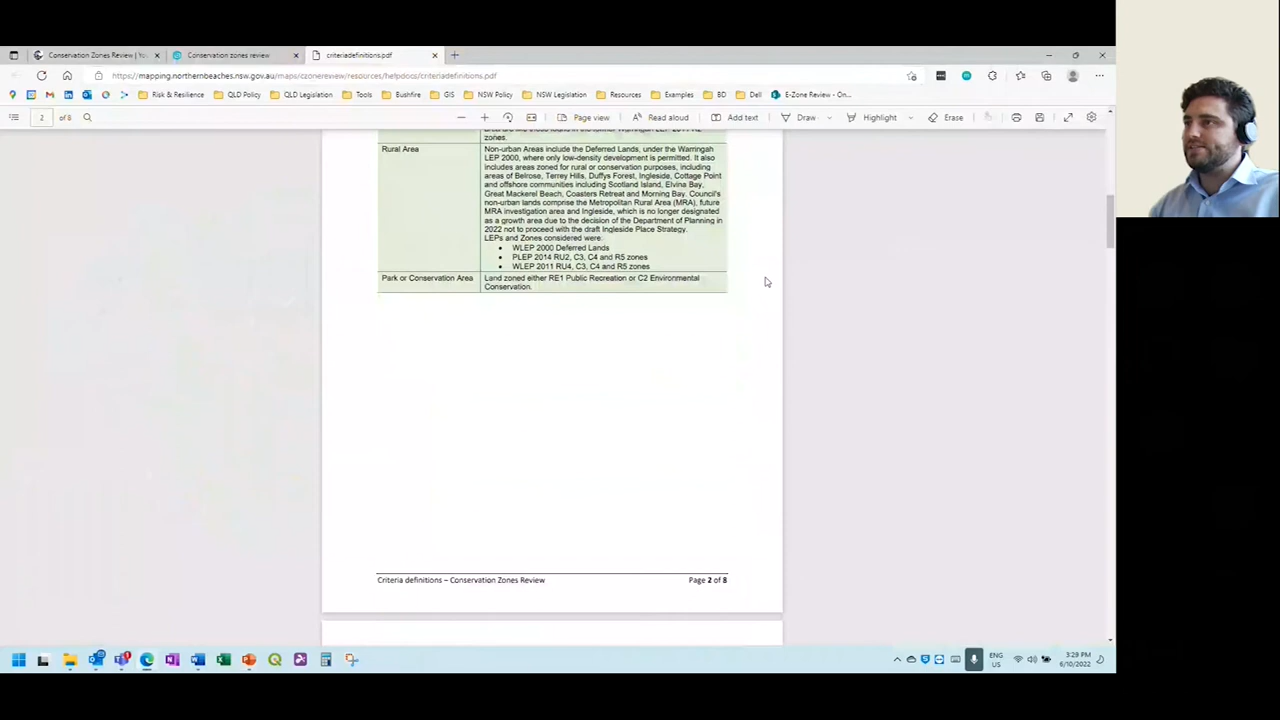 Conservation Zones Review | Yo
Conservation zones review
criteriadefinitions.pdf
https://mapping.northernbeaches.nsw.gov.au/maps/czonereview/resources/helpdocs/criteriadefinitions.pdf
Risk & Resilience
QLD Policy
QLD Legislation
Tools
Bushfire
GIS
NSW Policy
NSW Legislation
Resources
Examples
BD
Dell
E-Zone Review - On...
2 of 8
Page view
Read aloud
Add text
Draw
Highlight
Erase
zones.
Rural Area
Non-urban Areas include the Deferred Lands, under the Warringah
LEP 2000, where only low-density development is permitted. It also
includes areas zoned for rural or conservation purposes, including
areas of Belrose, Terrey Hills, Duffys Forest, Ingleside, Cottage Point
and offshore communities including Scotland Island, Elvina Bay,
Great Mackerel Beach, Coasters Retreat and Morning Bay. Council's
non-urban lands comprise the Metropolitan Rural Area (MRA), future
MRA investigation area and Ingleside, which is no longer designated
as a growth area due to the decision of the Department of Planning in
2022 not to proceed with the draft Ingleside Place Strategy.
LEPs and Zones considered were:
• WLEP 2000 Deferred Lands
• PLEP 2014 RU2, C3, C4 and R5 zones
• WLEP 2011 RU4, C3, C4 and R5 zones
Park or Conservation Area
Land zoned either RE1 Public Recreation or C2 Environmental
Conservation.
Criteria definitions – Conservation Zones Review
Page 2 of 8
ENG
US
3:29 PM
6/10/2022